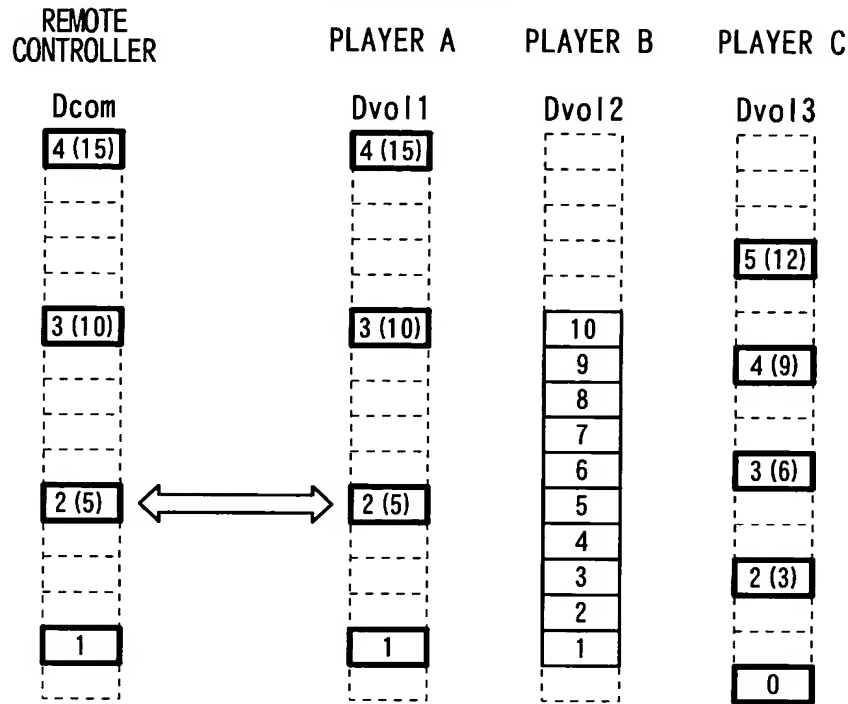 REMOTE
CONTROLLER
PLAYER A
PLAYER B
PLAYER C
Dcom
Dvol1
Dvol2
Dvol3
4 (15)
4 (15)
5 (12)
3 (10)
3 (10)
10
9
4 (9)
8
7
6
3 (6)
2 (5)
2 (5)
5
4
3
2 (3)
2
1
1
1
0